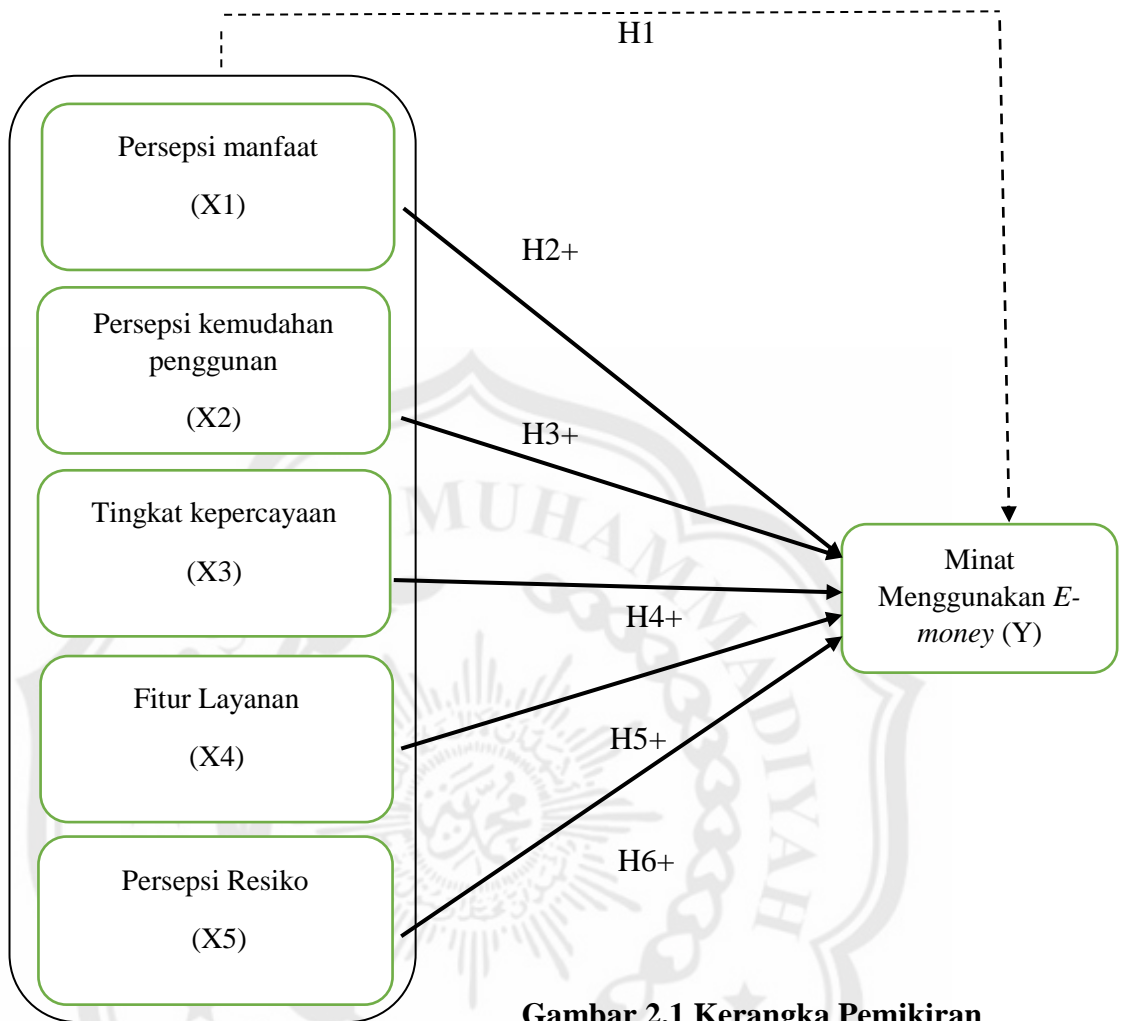 H1
Persepsi manfaat
(X1)
H2+
Persepsi kemudahan
penggunan
(X2)
H3+
Tingkat kepercayaan
(X3)
H4+
Minat
Menggunakan E-
money (Y)
Fitur Layanan
(X4)
H5+
Persepsi Resiko
(X5)
H6+
Gambar 2.1 Kerangka Pemikiran
MUHAMMADIYAH